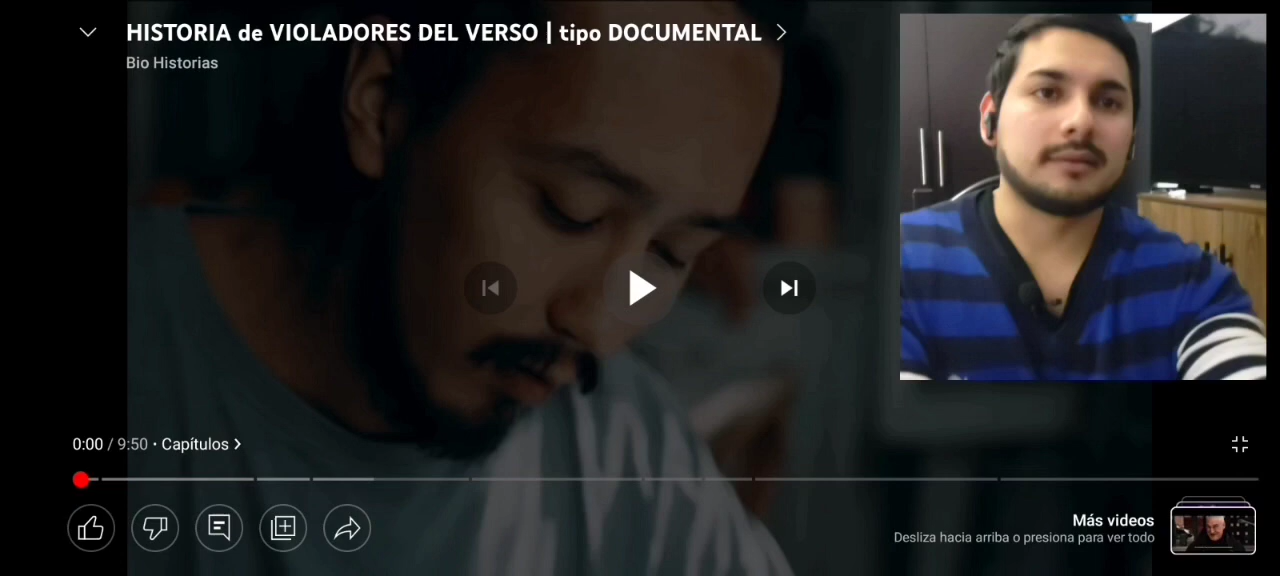 HISTORIA de VIOLADORES DEL VERSO | tipo DOCUMENTAL
Bio Historias
0:00 / 9:50 • Capítulos
Más videos
Desliza hacia arriba o presiona para ver todo